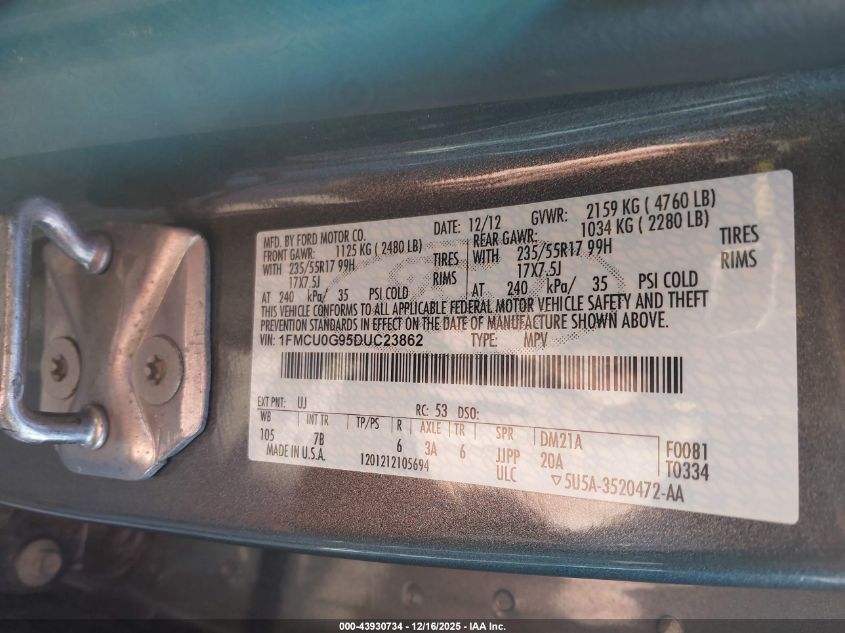 MFD. BY FORD MOTOR CO. DATE: 12/12 GVWR: 2159 KG ( 4760 LB)
FRONT GAWR: 1125 KG ( 2480 LB) REAR GAWR: 1034 KG ( 2280 LB)
WITH 235/55R17 99H TIRES WITH 235/55R17 99H TIRES
17X7.5J RIMS 17X7.5J RIMS
AT 240 kPa/ 35 PSI COLD AT 240 kPa/ 35 PSI COLD
THIS VEHICLE CONFORMS TO ALL APPLICABLE FEDERAL MOTOR VEHICLE SAFETY AND THEFT
PREVENTION STANDARDS IN EFFECT ON THE DATE OF MANUFACTURE SHOWN ABOVE.
VIN: 1FMCU0G95DUC23862 TYPE: MPV
EXT PNT: UJ RC: 53 DSO:
WB INT TR TP/PS R AXLE TR SPR DM21A F0081
105 7B 6 3A 6 JJPP 20A T0334
MADE IN U.S.A. 1201212105694 ULC ▽5U5A-3520472-AA
000-43930734 - 12/16/2025 - IAA Inc.